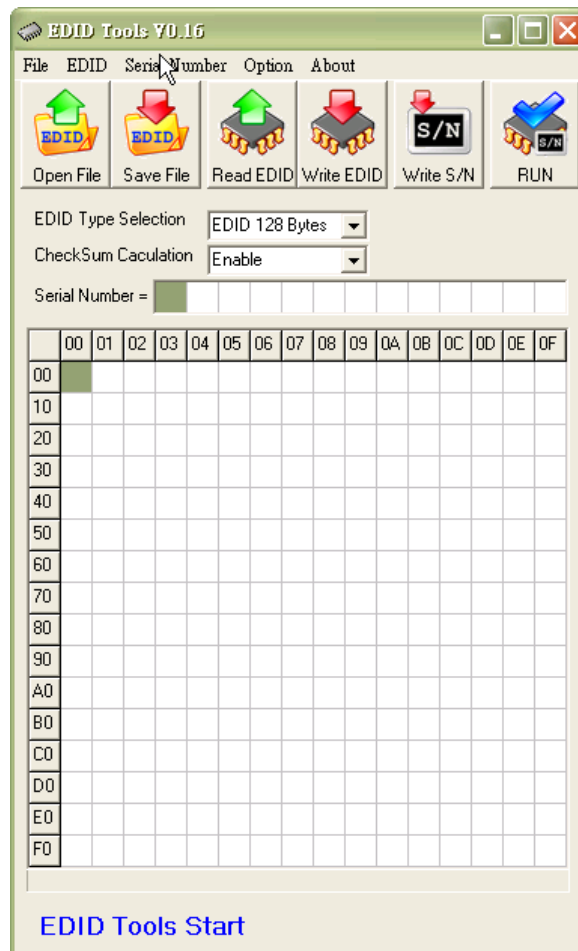 EDID Tools V0.16
File EDID Serial Number Option About
EDID EDID S/N S/N
Open File Save File Read EDID Write EDID Write S/N RUN
EDID Type Selection EDID 128 Bytes
CheckSum Caculation Enable
Serial Number =
00 01 02 03 04 05 06 07 08 09 0A 0B 0C 0D 0E 0F
00
10
20
30
40
50
60
70
80
90
A0
B0
C0
D0
E0
F0
EDID Tools Start